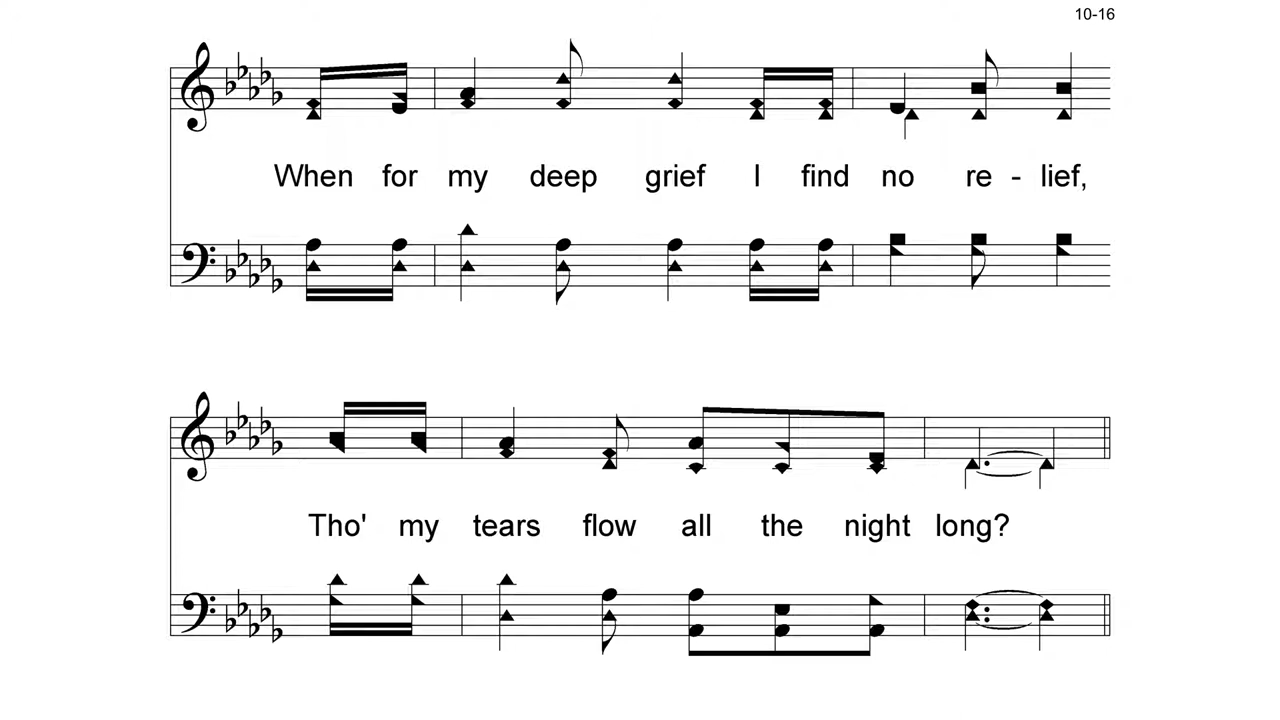 10-16
When for my deep grief I find no re - lief,
Tho' my tears flow all the night long?